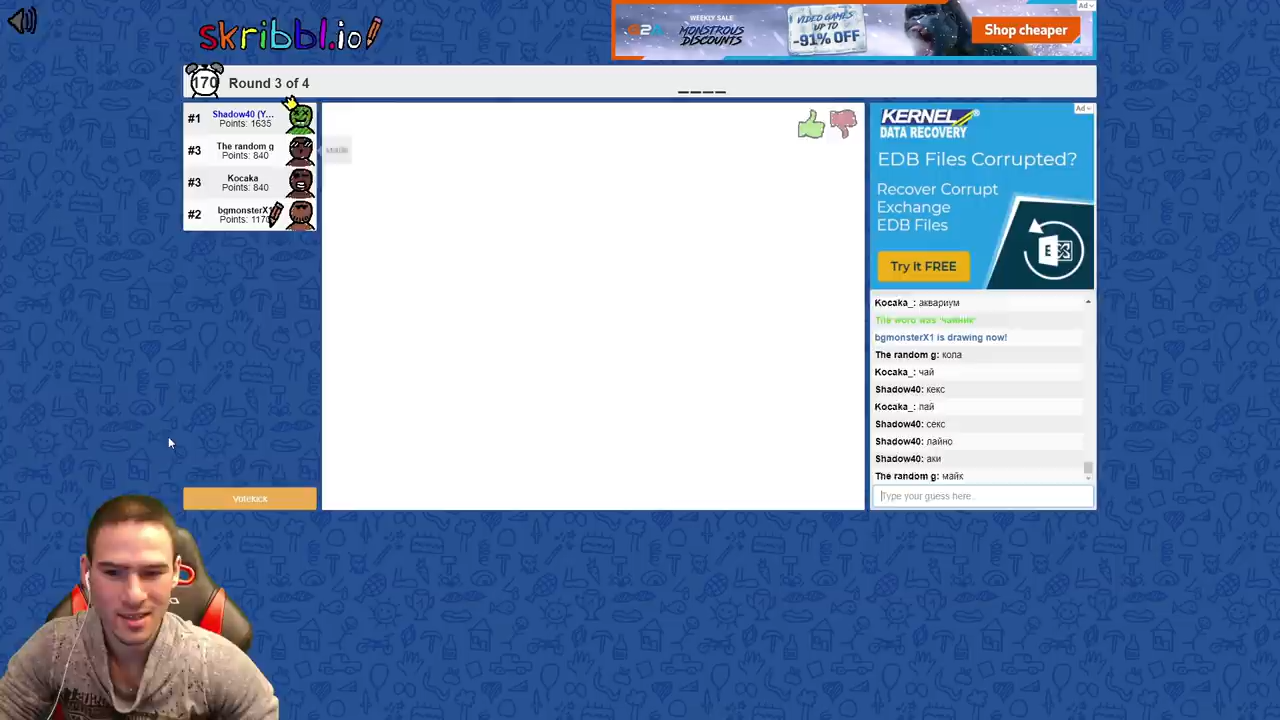 skribbl.io
WEEKLY SALE
MONSTROUS
DISCOUNTS
VIDEO GAMES
UP TO
-91% OFF
Shop cheaper
Ad
170
Round 3 of 4
_ _ _ _
#1
Shadow40 (Y...
Points: 1635
#3
The random g
Points: 840
#3
Kocaka_
Points: 840
#2
bgmonsterX1
Points: 1170
Votekick
Ad
KERNEL
DATA RECOVERY
EDB Files Corrupted?
Recover Corrupt
Exchange
EDB Files
Try it FREE
Kocaka_: аквариум
The word was 'чайник'
bgmonsterX1 is drawing now!
The random g: кола
Kocaka_: чай
Shadow40: кекс
Kocaka_: пай
Shadow40: секс
Shadow40: лайно
Shadow40: аки
The random g: майк
Type your guess here...